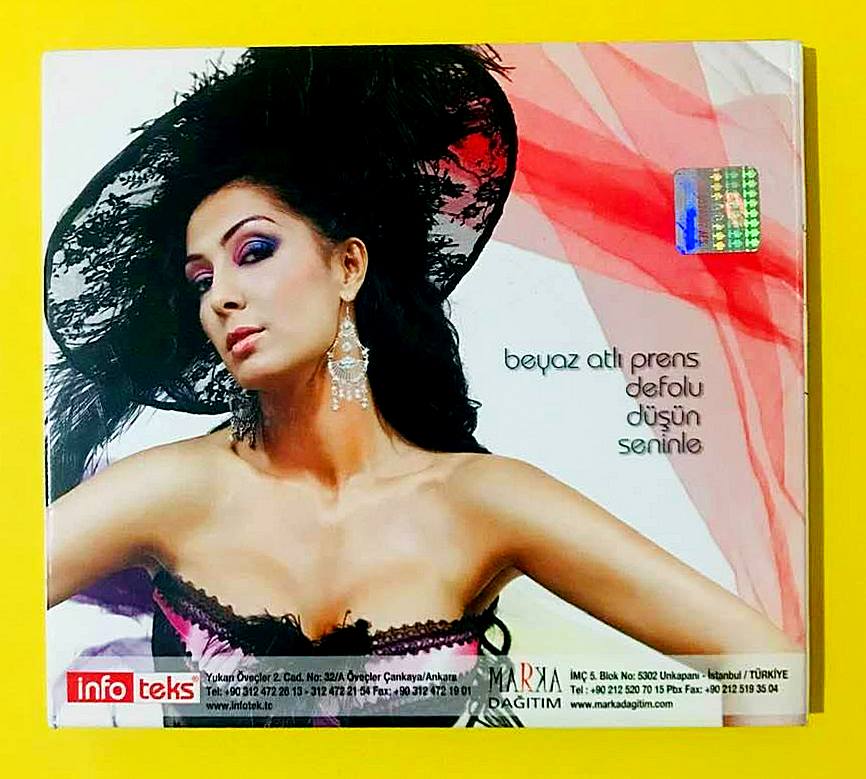 beyaz atlı prens
defolu
düşün
seninle
info teks®
Yukarı Öveçler 2. Cad. No: 32/A Öveçler Çankaya/Ankara
Tel: +90 312 472 26 13 - 312 472 21 54 Fax: +90 312 472 19 01
www.infotek.tc
MARKA
DAĞITIM
İMÇ 5. Blok No: 5302 Unkapanı - İstanbul / TÜRKİYE
Tel : +90 212 520 70 15 Pbx Fax: +90 212 519 35 04
www.markadagitim.com